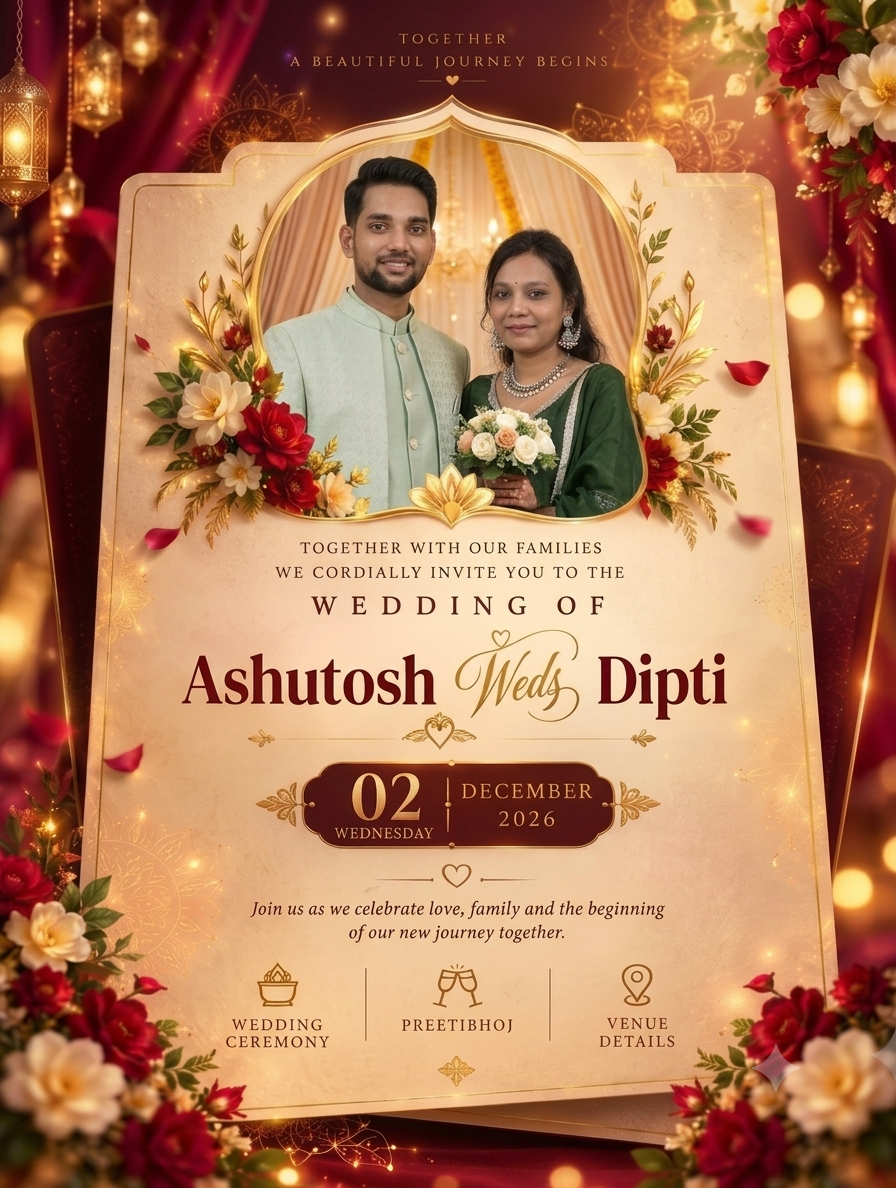 TOGETHER
A BEAUTIFUL JOURNEY BEGINS
TOGETHER WITH OUR FAMILIES
WE CORDIALLY INVITE YOU TO THE
WEDDING OF
Ashutosh Weds Dipti
02
WEDNESDAY
DECEMBER
2026
Join us as we celebrate love, family and the beginning
of our new journey together.
WEDDING
CEREMONY
PREETIBHOJ
VENUE
DETAILS